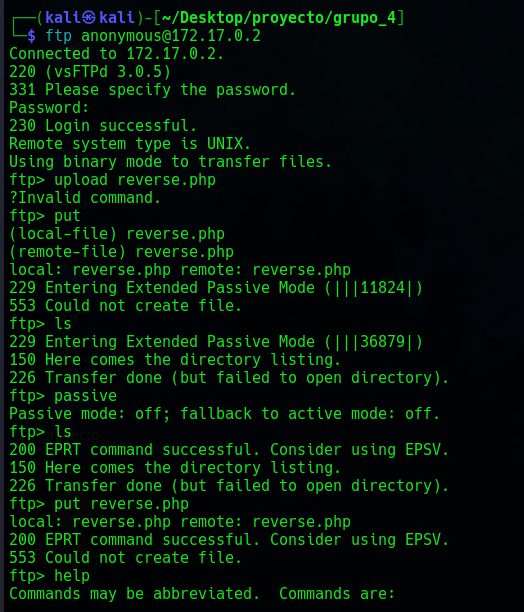 ┌──(kali㉿kali)-[~/Desktop/proyecto/grupo_4]
└─$ ftp anonymous@172.17.0.2
Connected to 172.17.0.2.
220 (vsFTPd 3.0.5)
331 Please specify the password.
Password:
230 Login successful.
Remote system type is UNIX.
Using binary mode to transfer files.
ftp> upload reverse.php
?Invalid command.
ftp> put
(local-file) reverse.php
(remote-file) reverse.php
local: reverse.php remote: reverse.php
229 Entering Extended Passive Mode (|||11824|)
553 Could not create file.
ftp> ls
229 Entering Extended Passive Mode (|||36879|)
150 Here comes the directory listing.
226 Transfer done (but failed to open directory).
ftp> passive
Passive mode: off; fallback to active mode: off.
ftp> ls
200 EPRT command successful. Consider using EPSV.
150 Here comes the directory listing.
226 Transfer done (but failed to open directory).
ftp> put reverse.php
local: reverse.php remote: reverse.php
200 EPRT command successful. Consider using EPSV.
553 Could not create file.
ftp> help
Commands may be abbreviated.  Commands are: